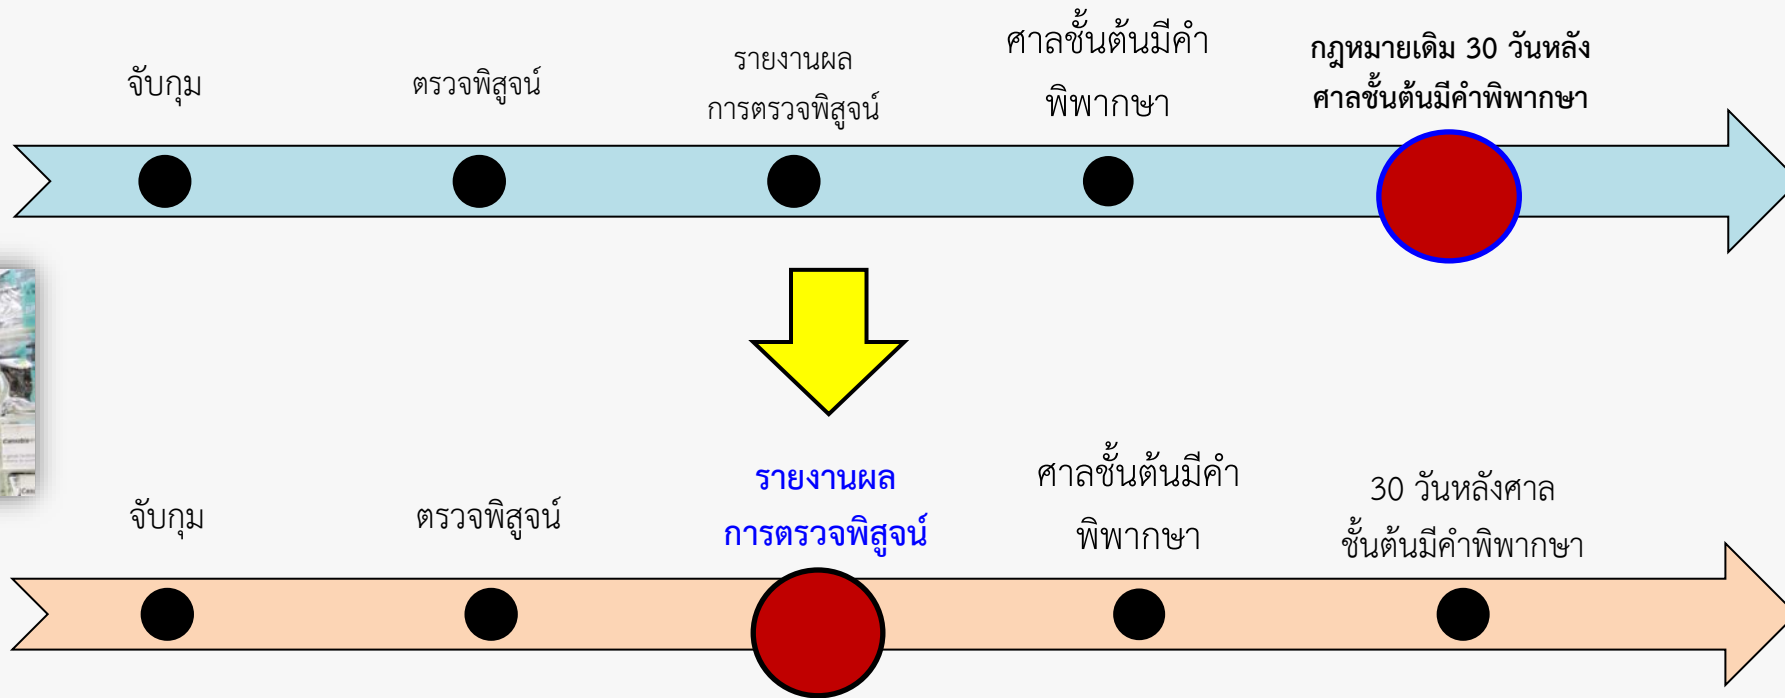 จับกุม
ตรวจพิสูจน์
รายงานผล
การตรวจพิสูจน์
ศาลชั้นต้นมีคำ
พิพากษา
กฎหมายเดิม 30 วันหลัง
ศาลชั้นต้นมีคำพิพากษา
จับกุม
ตรวจพิสูจน์
รายงานผล
การตรวจพิสูจน์
ศาลชั้นต้นมีคำ
พิพากษา
30 วันหลังศาล
ชั้นต้นมีคำพิพากษา